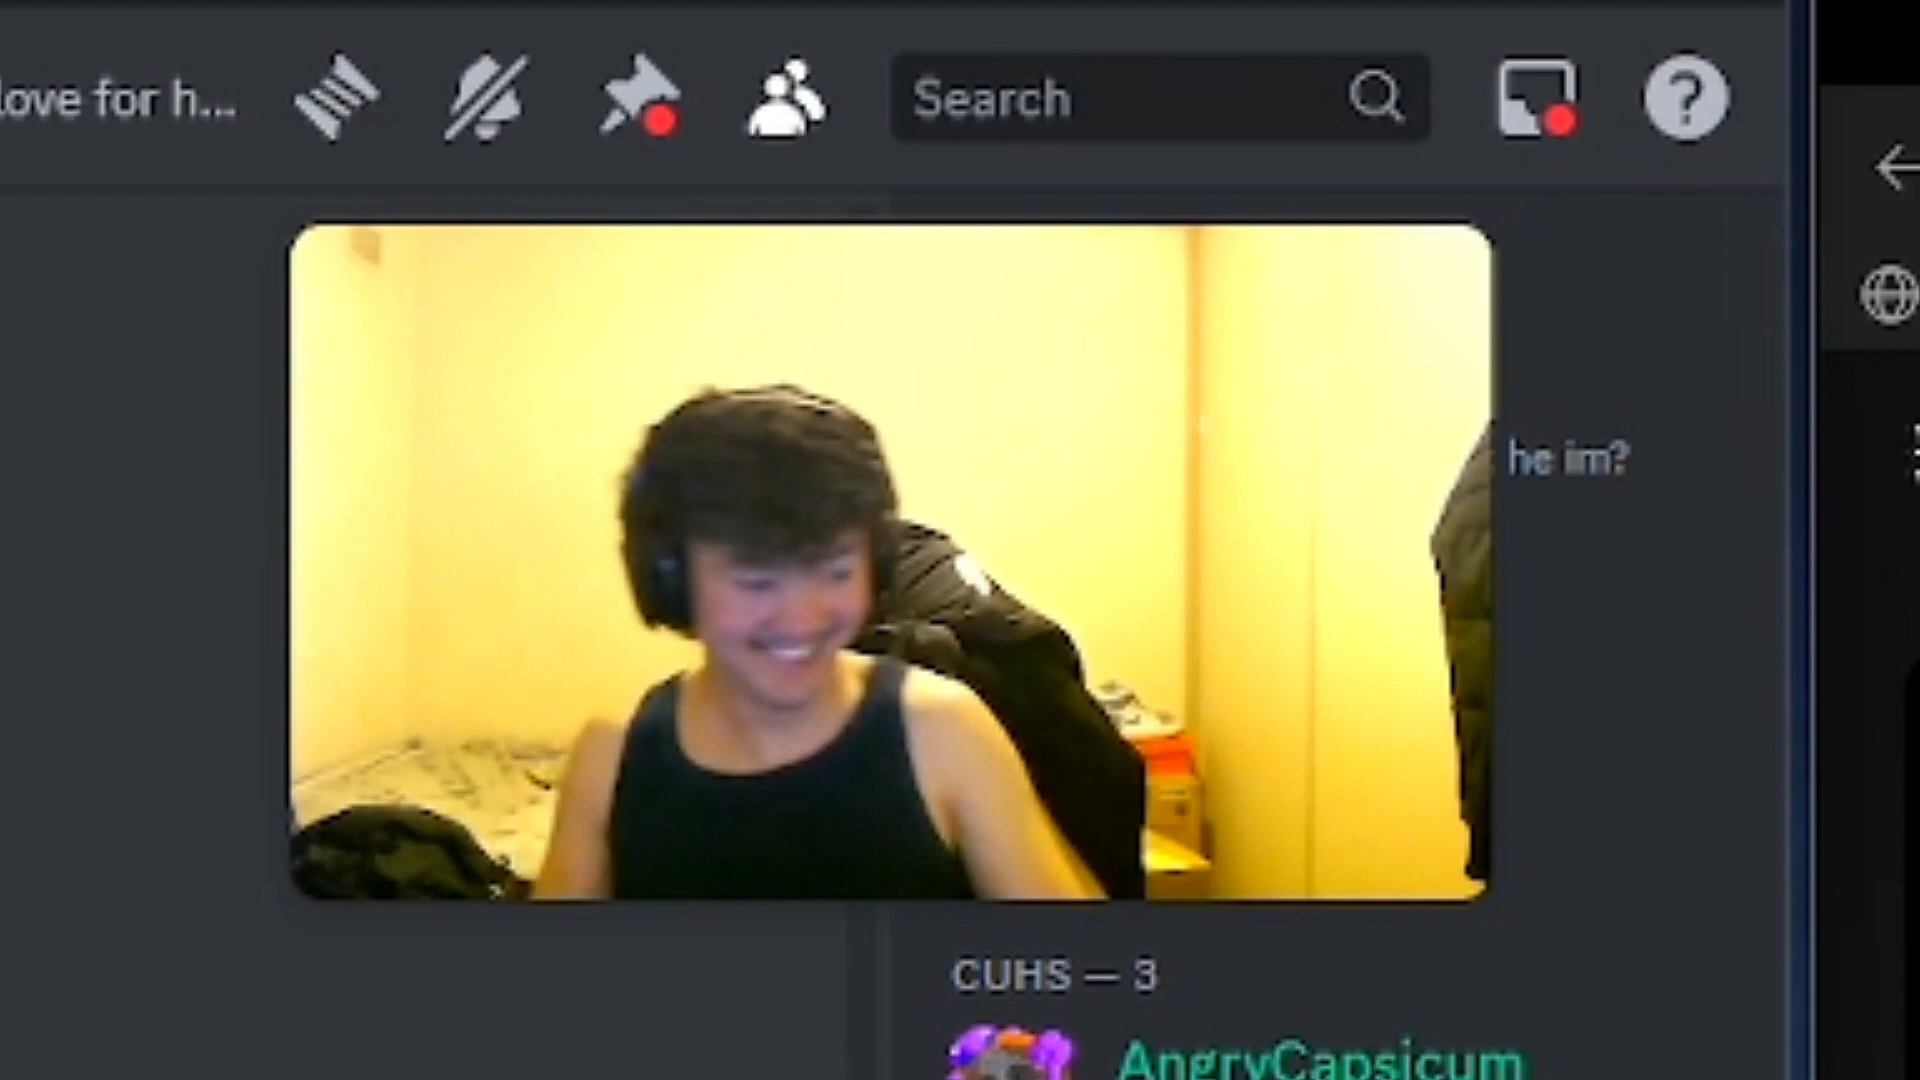 love for h...
Search
he im?
CUHS — 3
AngryCapsicum